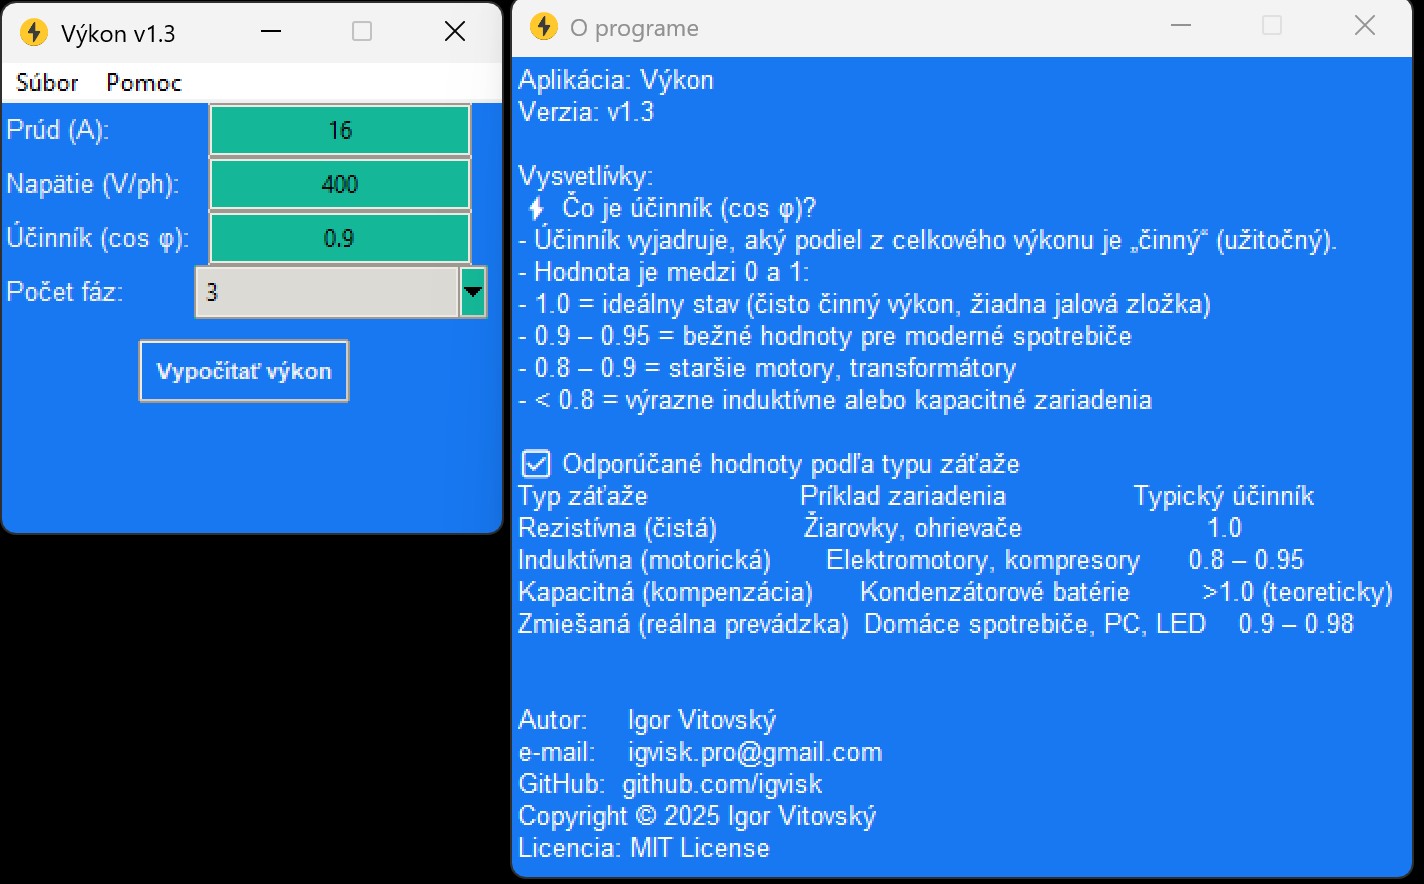 Výkon v1.3
Súbor Pomoc
Prúd (A): 16
Napätie (V/ph): 400
Účinník (cos φ): 0.9
Počet fáz: 3
Vypočítať výkon
O programe
Aplikácia: Výkon
Verzia: v1.3
Vysvetlívky:
Čo je účinník (cos φ)?
- Účinník vyjadruje, aký podiel z celkového výkonu je „činný“ (užitočný).
- Hodnota je medzi 0 a 1:
- 1.0 = ideálny stav (čisto činný výkon, žiadna jalová zložka)
- 0.9 – 0.95 = bežné hodnoty pre moderné spotrebiče
- 0.8 – 0.9 = staršie motory, transformátory
- < 0.8 = výrazne induktívne alebo kapacitné zariadenia
Odporúčané hodnoty podľa typu záťaže
Typ záťaže Príklad zariadenia Typický účinník
Rezistívna (čistá) Žiarovky, ohrievače 1.0
Induktívna (motorická) Elektromotory, kompresory 0.8 – 0.95
Kapacitná (kompenzácia) Kondenzátorové batérie >1.0 (teoreticky)
Zmiešaná (reálna prevádzka) Domáce spotrebiče, PC, LED 0.9 – 0.98
Autor: Igor Vitovský
e-mail: igvisk.pro@gmail.com
GitHub: github.com/igvisk
Copyright © 2025 Igor Vitovský
Licencia: MIT License